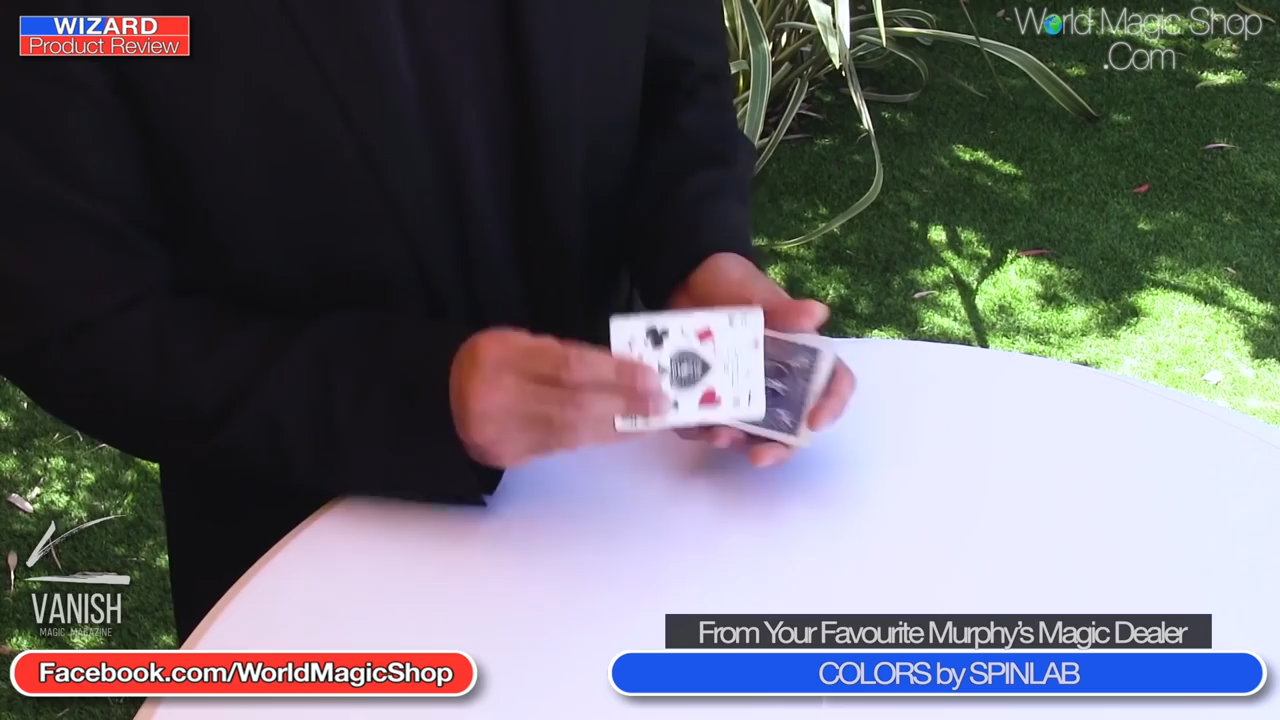 WIZARD
Product Review
World Magic Shop
.Com
VANISH
MAGIC MAGAZINE
From Your Favourite Murphy's Magic Dealer
Facebook.com/WorldMagicShop
COLORS by SPINLAB